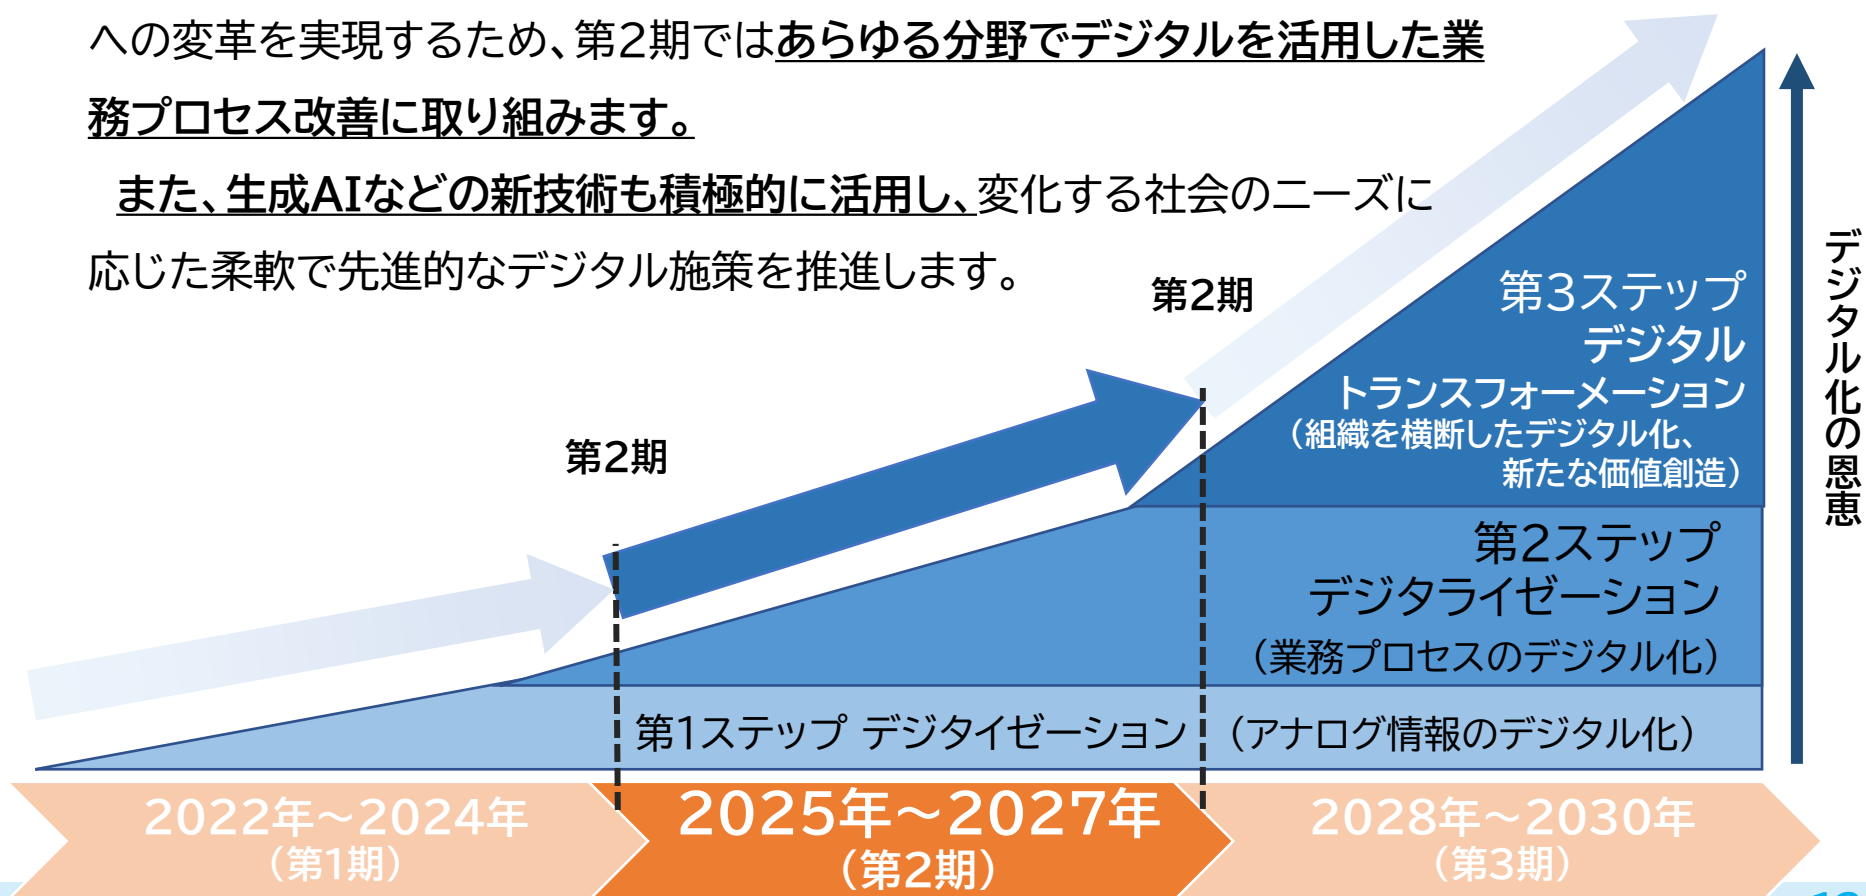 への変革を実現するため、第2期ではあらゆる分野でデジタルを活用した業
務プロセス改善に取り組みます。
また、生成AIなどの新技術も積極的に活用し、変化する社会のニーズに
応じた柔軟で先進的なデジタル施策を推進します。
第2期
第2期
第3ステップ
デジタル
トランスフォーメーション
（組織を横断したデジタル化、
新たな価値創造）
第2ステップ
デジタライゼーション
（業務プロセスのデジタル化）
第1ステップ デジタイゼーション （アナログ情報のデジタル化）
デジタル化の恩恵
2022年～2024年
（第1期）
2025年～2027年
（第2期）
2028年～2030年
（第3期）